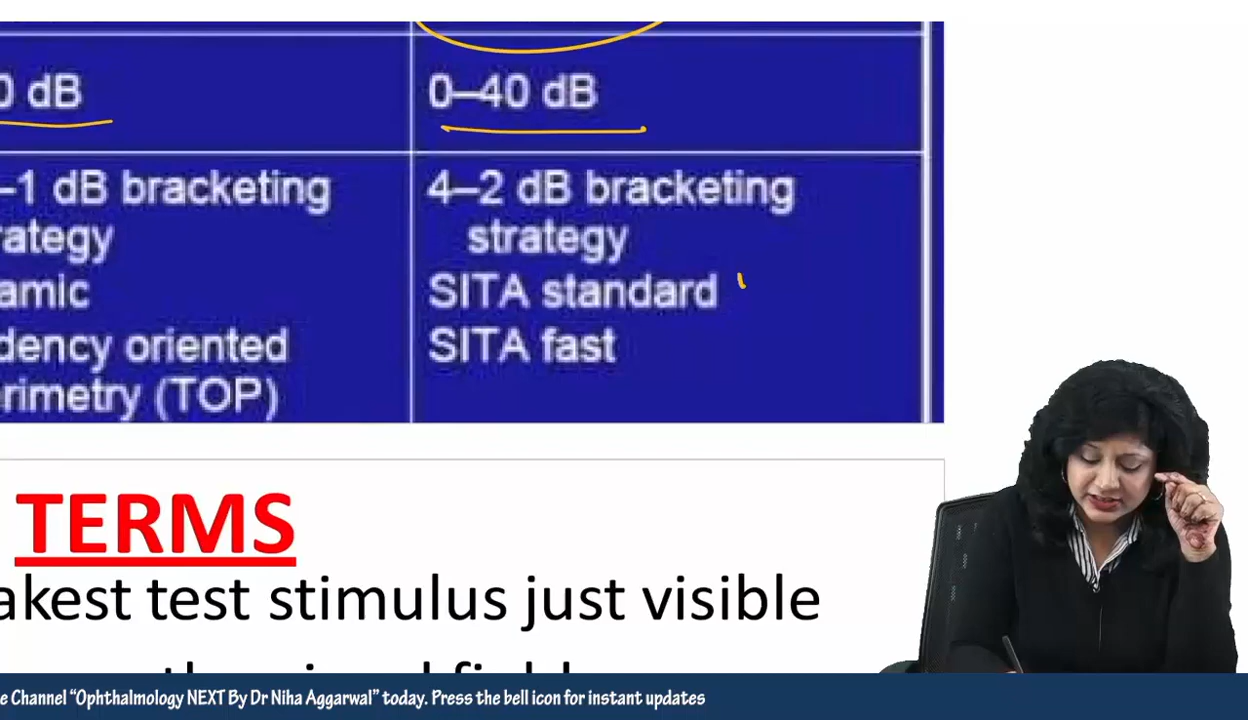 0 dB
0–40 dB
–1 dB bracketing
rategy
amic
dency oriented
erimetry (TOP)
4–2 dB bracketing
strategy
SITA standard
SITA fast
TERMS
akest test stimulus just visible
e Channel “Ophthalmology NEXT By Dr Niha Aggarwal” today. Press the bell icon for instant updates